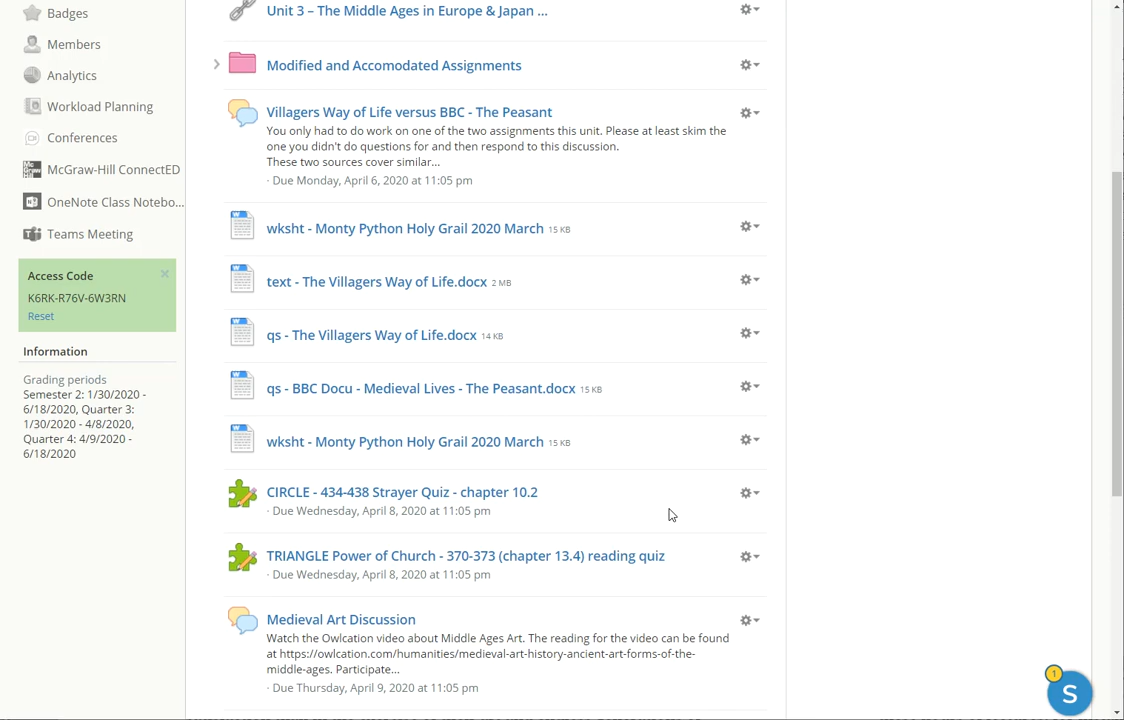 Badges
Members
Analytics
Workload Planning
Conferences
McGraw-Hill ConnectED
OneNote Class Notebo...
Teams Meeting
Access Code
K6RK-R76V-6W3RN
Reset
Information
Grading periods
Semester 2: 1/30/2020 -
6/18/2020, Quarter 3:
1/30/2020 - 4/8/2020,
Quarter 4: 4/9/2020 -
6/18/2020
Unit 3 – The Middle Ages in Europe & Japan ...
Modified and Accomodated Assignments
Villagers Way of Life versus BBC - The Peasant
You only had to do work on one of the two assignments this unit. Please at least skim the
one you didn't do questions for and then respond to this discussion.
These two sources cover similar...
· Due Monday, April 6, 2020 at 11:05 pm
wksht - Monty Python Holy Grail 2020 March 15 KB
text - The Villagers Way of Life.docx 2 MB
qs - The Villagers Way of Life.docx 14 KB
qs - BBC Docu - Medieval Lives - The Peasant.docx 15 KB
wksht - Monty Python Holy Grail 2020 March 15 KB
CIRCLE - 434-438 Strayer Quiz - chapter 10.2
· Due Wednesday, April 8, 2020 at 11:05 pm
TRIANGLE Power of Church - 370-373 (chapter 13.4) reading quiz
· Due Wednesday, April 8, 2020 at 11:05 pm
Medieval Art Discussion
Watch the Owlcation video about Middle Ages Art. The reading for the video can be found
at https://owlcation.com/humanities/medieval-art-history-ancient-art-forms-of-the-
middle-ages. Participate...
· Due Thursday, April 9, 2020 at 11:05 pm
1
S